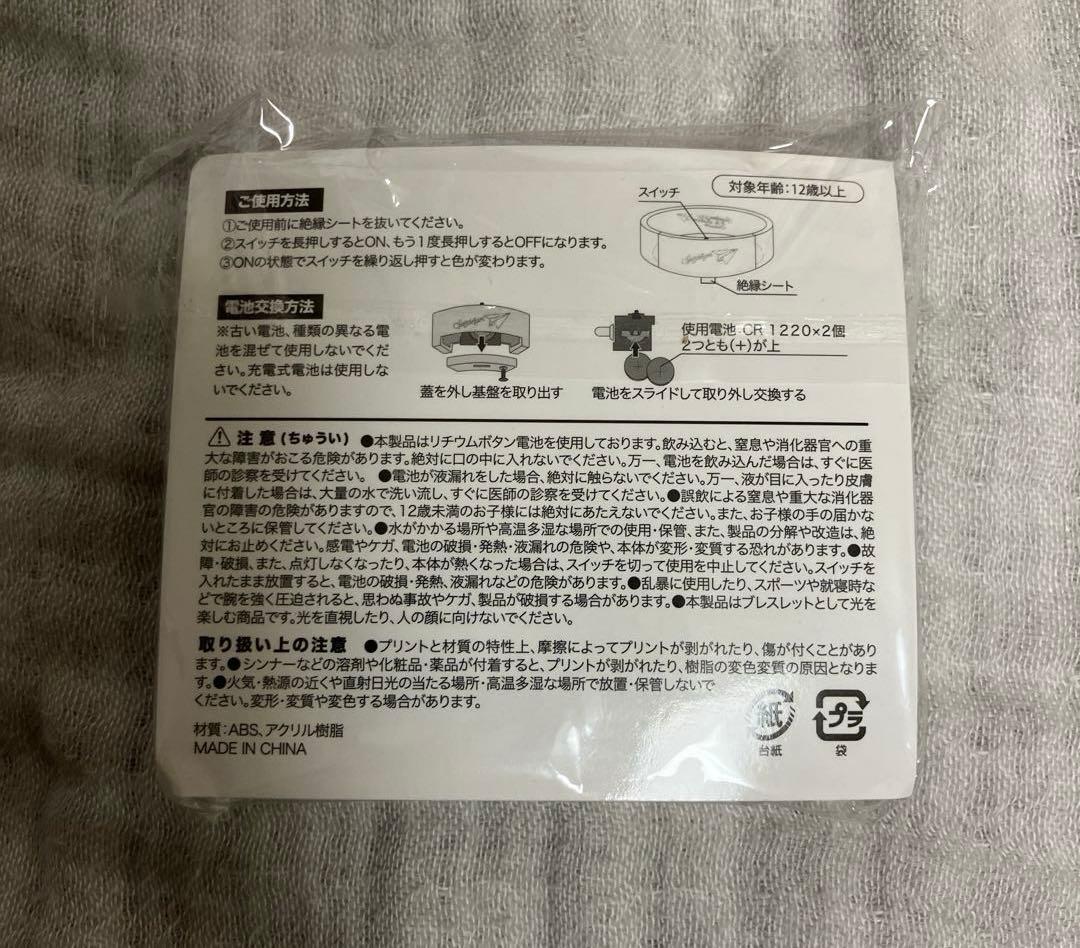 ご使用方法
①ご使用前に絶縁シートを抜いてください。
②スイッチを長押しするとON、もう1度長押しするとOFFになります。
③ONの状態でスイッチを繰り返し押すと色が変わります。
対象年齢:12歳以上
スイッチ
絶縁シート
電池交換方法
※古い電池、種類の異なる電
池を混ぜて使用しないでくだ
さい。充電式電池は使用しな
いでください。
蓋を外し基盤を取り出す
使用電池 CR 1220×2個
2つとも(+)が上
電池をスライドして取り外し交換する
注意(ちゅうい) ●本製品はリチウムボタン電池を使用しております。飲み込むと、窒息や消化器官への重
大な障害がおこる危険があります。絶対に口の中に入れないでください。万一、電池を飲み込んだ場合は、すぐに医
師の診察を受けてください。 ●電池が液漏れをした場合、絶対に触らないでください。万一、液が目に入ったり皮膚
に付着した場合は、大量の水で洗い流し、すぐに医師の診察を受けてください。●誤飲による窒息や重大な消化器
官の障害の危険がありますので、12歳未満のお子様には絶対にあたえないでください。また、お子様の手の届かな
いところに保管してください。●水がかかる場所や高温多湿な場所での使用・保管、また、製品の分解や改造は、絶
対にお止めください。感電やケガ、電池の破損・発熱・液漏れの危険や、本体が変形・変質する恐れがあります。●故
障・破損、また、点灯しなくなったり、本体が熱くなった場合は、スイッチを切って使用を中止してください。スイッチを
入れたまま放置すると、電池の破損・発熱、液漏れなどの危険があります。●乱暴に使用したり、スポーツや就寝時な
どで腕を強く圧迫されると、思わぬ事故やケガ、製品が破損する場合があります。●本製品はブレスレットとして光を
楽しむ商品です。光を直視したり、人の顔に向けないでください。
取り扱い上の注意 ●プリントと材質の特性上、摩擦によってプリントが剥がれたり、傷が付くことがあり
ます。●シンナーなどの溶剤や化粧品・薬品が付着すると、プリントが剥がれたり、樹脂の変色変質の原因となりま
す。●火気・熱源の近くや直射日光の当たる場所・高温多湿な場所で放置・保管しないで
ください。変形・変質や変色する場合があります。
材質:ABS、アクリル樹脂
MADE IN CHINA
紙
台紙
プラ
袋